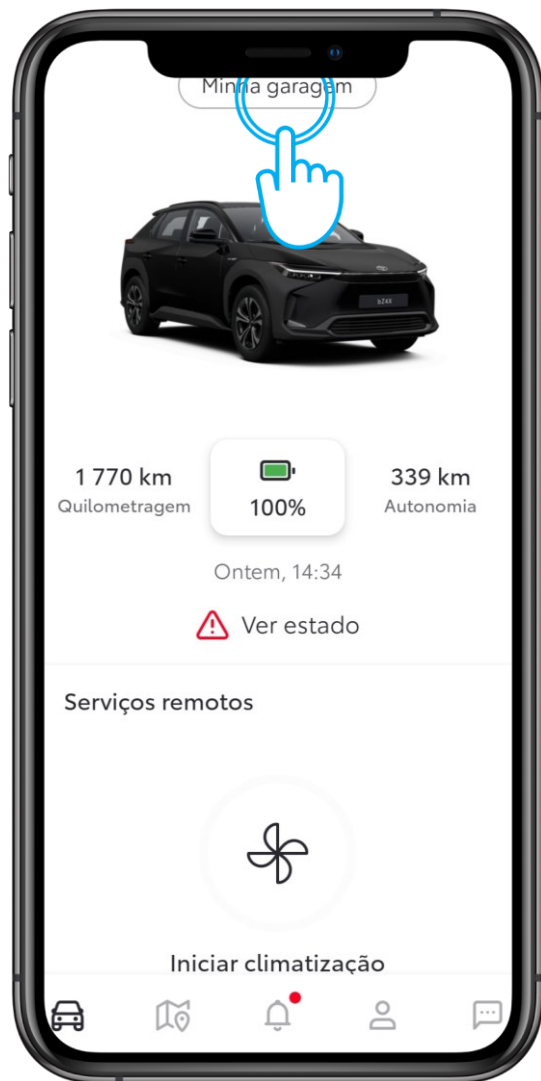 Minha garagem
bZ4X
1 770 km
Quilometragem
100%
339 km
Autonomia
Ontem, 14:34
Ver estado
Serviços remotos
Iniciar climatização